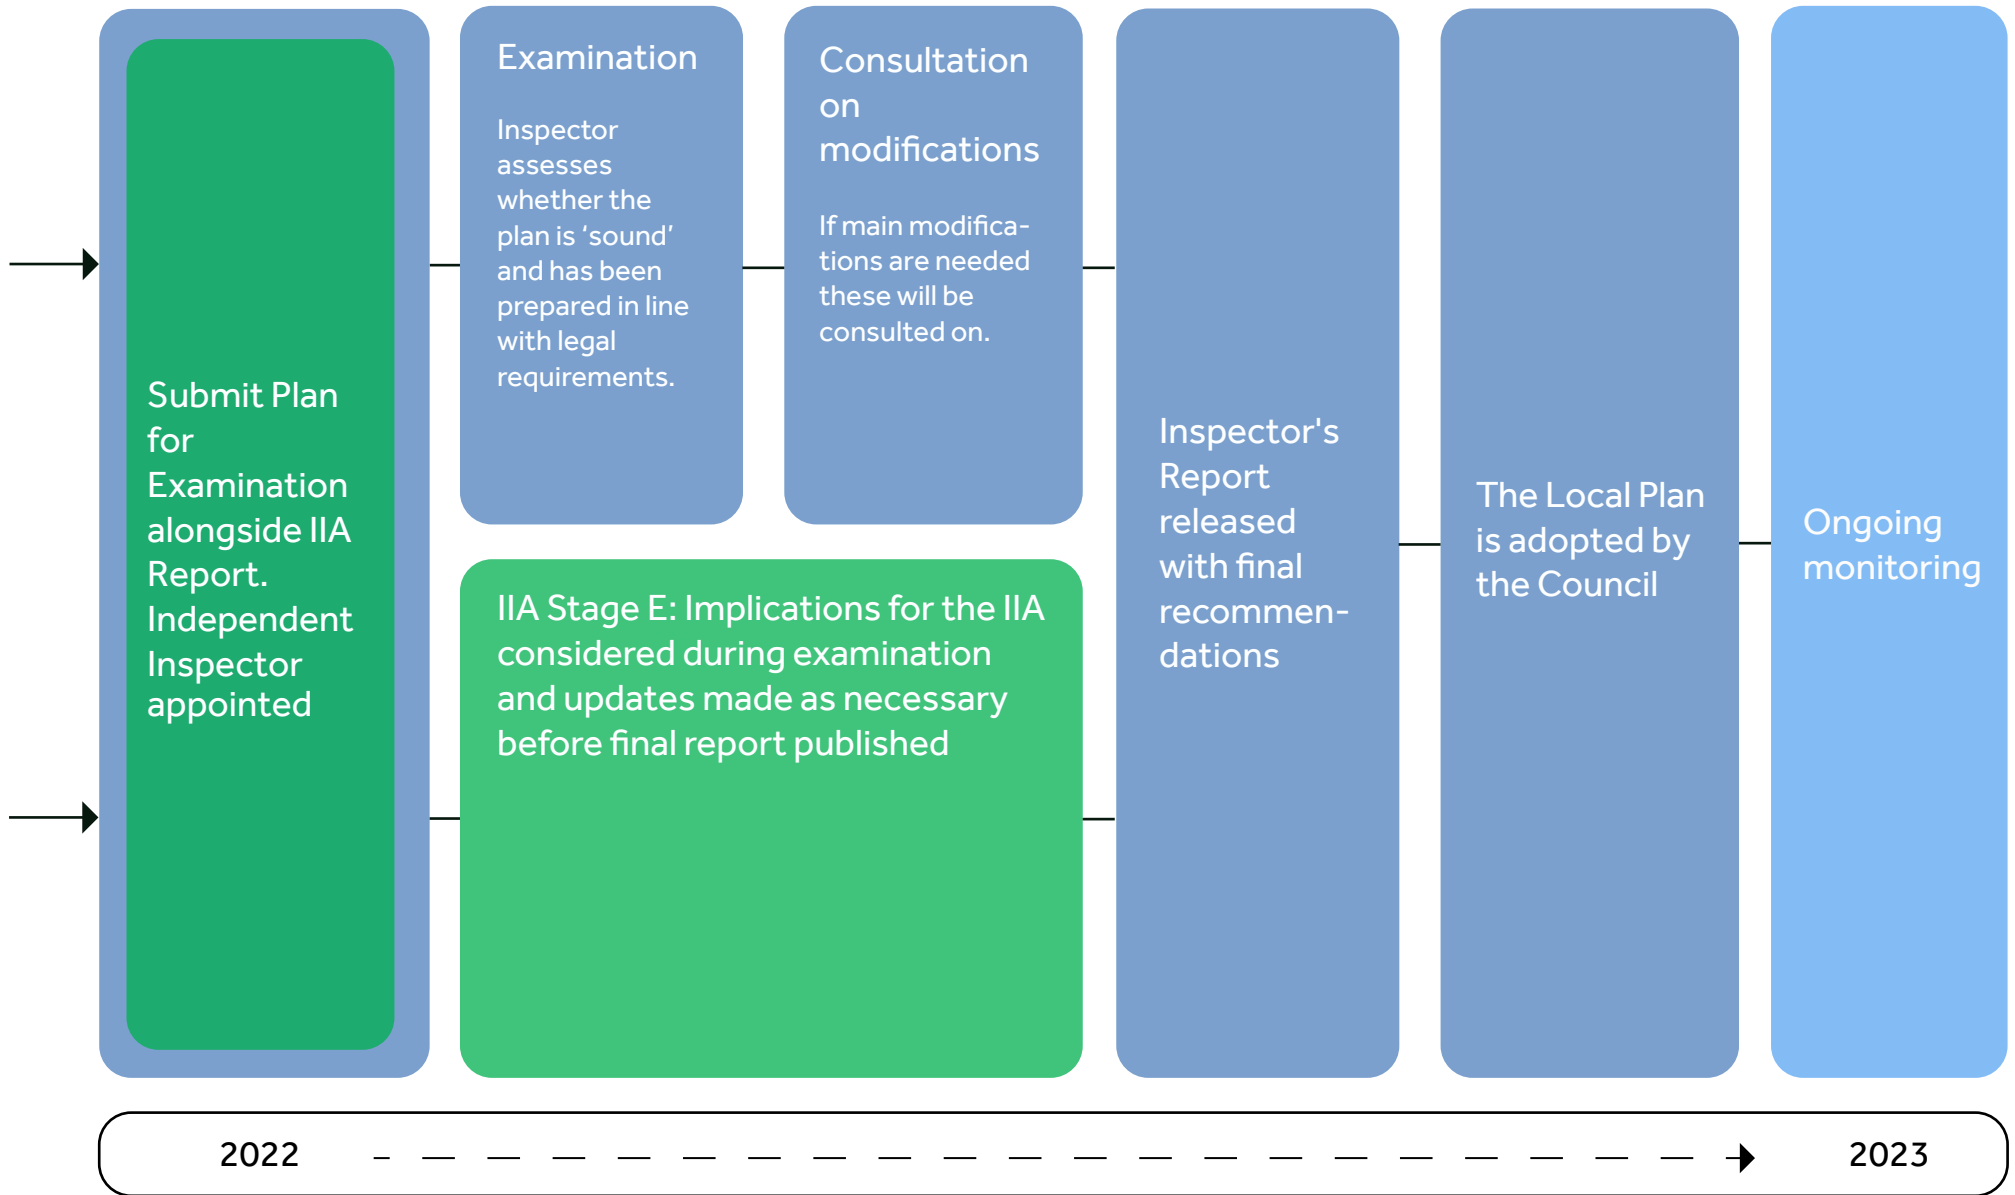 Submit Plan
for
Examination
alongside IIA
Report.
Independent
Inspector
appointed
Examination
Inspector
assesses
whether the
plan is ‘sound’
and has been
prepared in line
with legal
requirements.
Consultation
on
modifications
If main modifica-
tions are needed
these will be
consulted on.
IIA Stage E: Implications for the IIA
considered during examination
and updates made as necessary
before final report published
Inspector's
Report
released
with final
recommen-
dations
The Local Plan
is adopted by
the Council
Ongoing
monitoring
2022
2023